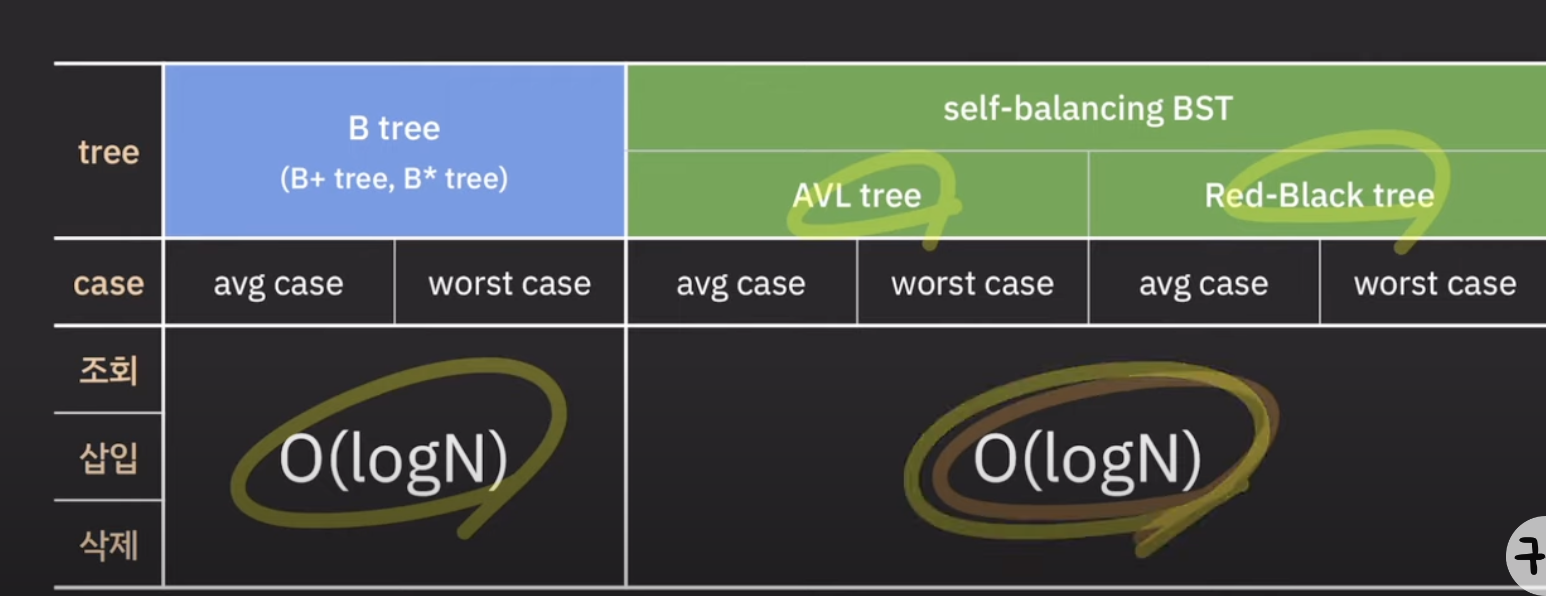 tree
B tree
(B+ tree, B* tree)
self-balancing BST
AVL tree
Red-Black tree
case
avg case
worst case
avg case
worst case
avg case
worst case
조회
삽입
삭제
O(logN)
O(logN)
구